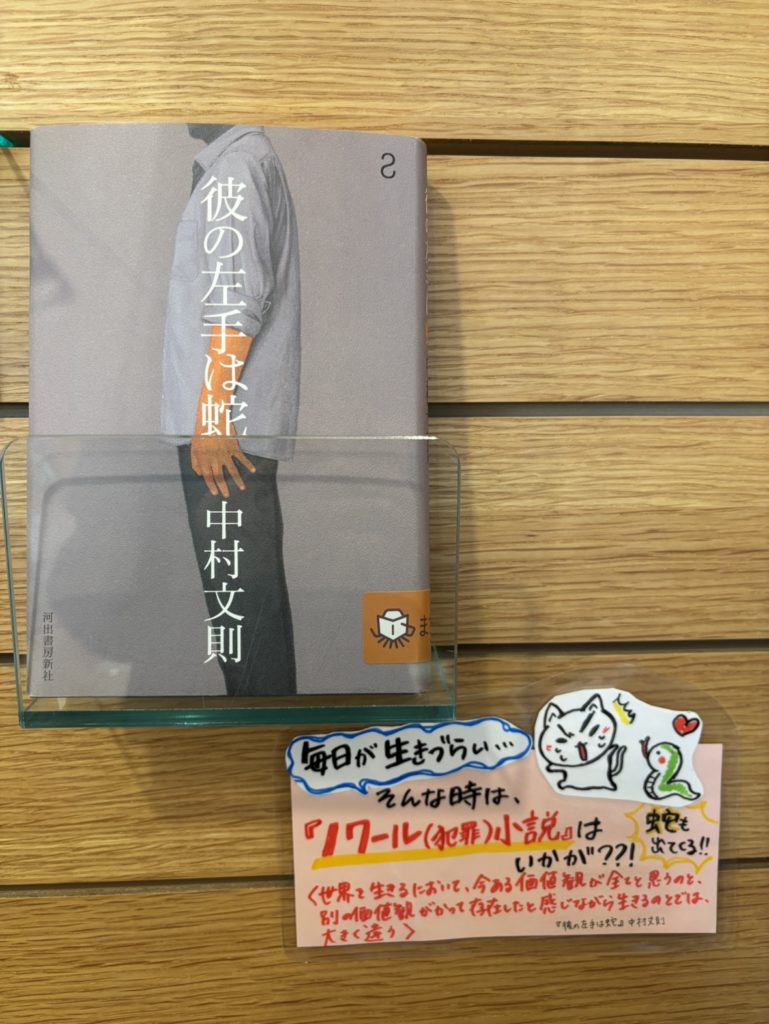 彼の左手は蛇
中村文則
河出書房新社
ま
毎日が生きづらい…
そんな時は、
『ノワール(犯罪)小説』は
いかが??!
蛇も
出てくる!!
<世界で生きるにおいて、今ある価値観が全てと思うのと、
別の価値観がかつて存在したと感じながら生きるのとでは、
大きく違う>
『彼の左手は蛇』中村文則